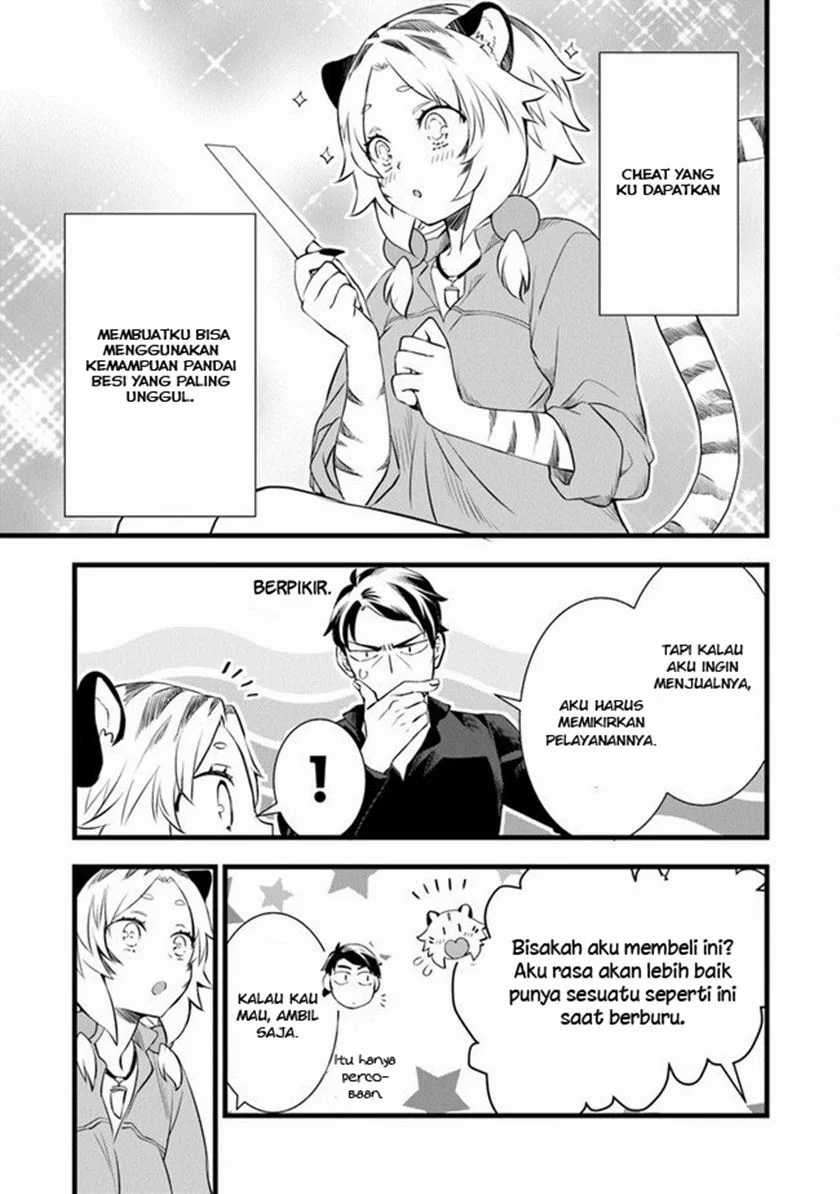 CHEAT YANG
KU DAPATKAN
MEMBUATKU BISA
MENGGUNAKAN
KEMAMPUAN PANDAI
BESI YANG PALING
UNGGUL.
TAPI KALAU
AKU INGIN
MENJUALNYA,
AKU HARUS
MEMIKIRKAN
PELAYANANNYA.
BERPIKIR.
!
Bisakah aku membeli ini?
Aku rasa akan lebih baik
punya sesuatu seperti ini
saat berburu.
KALAU KAU
MAU, AMBIL
SAJA.
Itu hanya
perco-
baan.